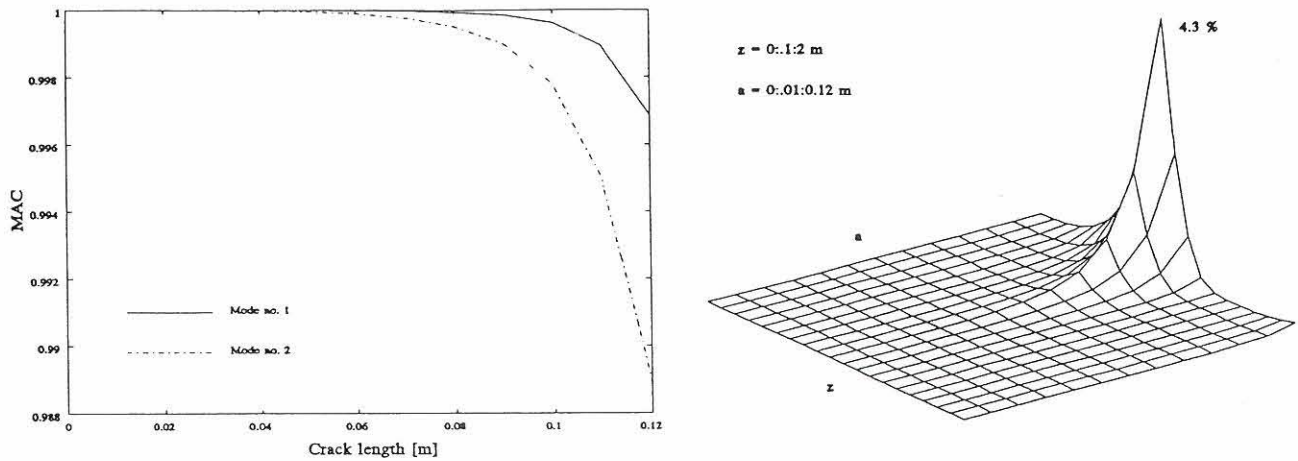 1
0.998
0.996
0.994
0.992
0.99
0.988
MAC
Mode no. 1
Mode no. 2
0
0.02
0.04
0.06
0.08
0.1
0.12
Crack length [m]
z = 0:.1:2 m
a = 0:.01:0.12 m
4.3 %
a
z